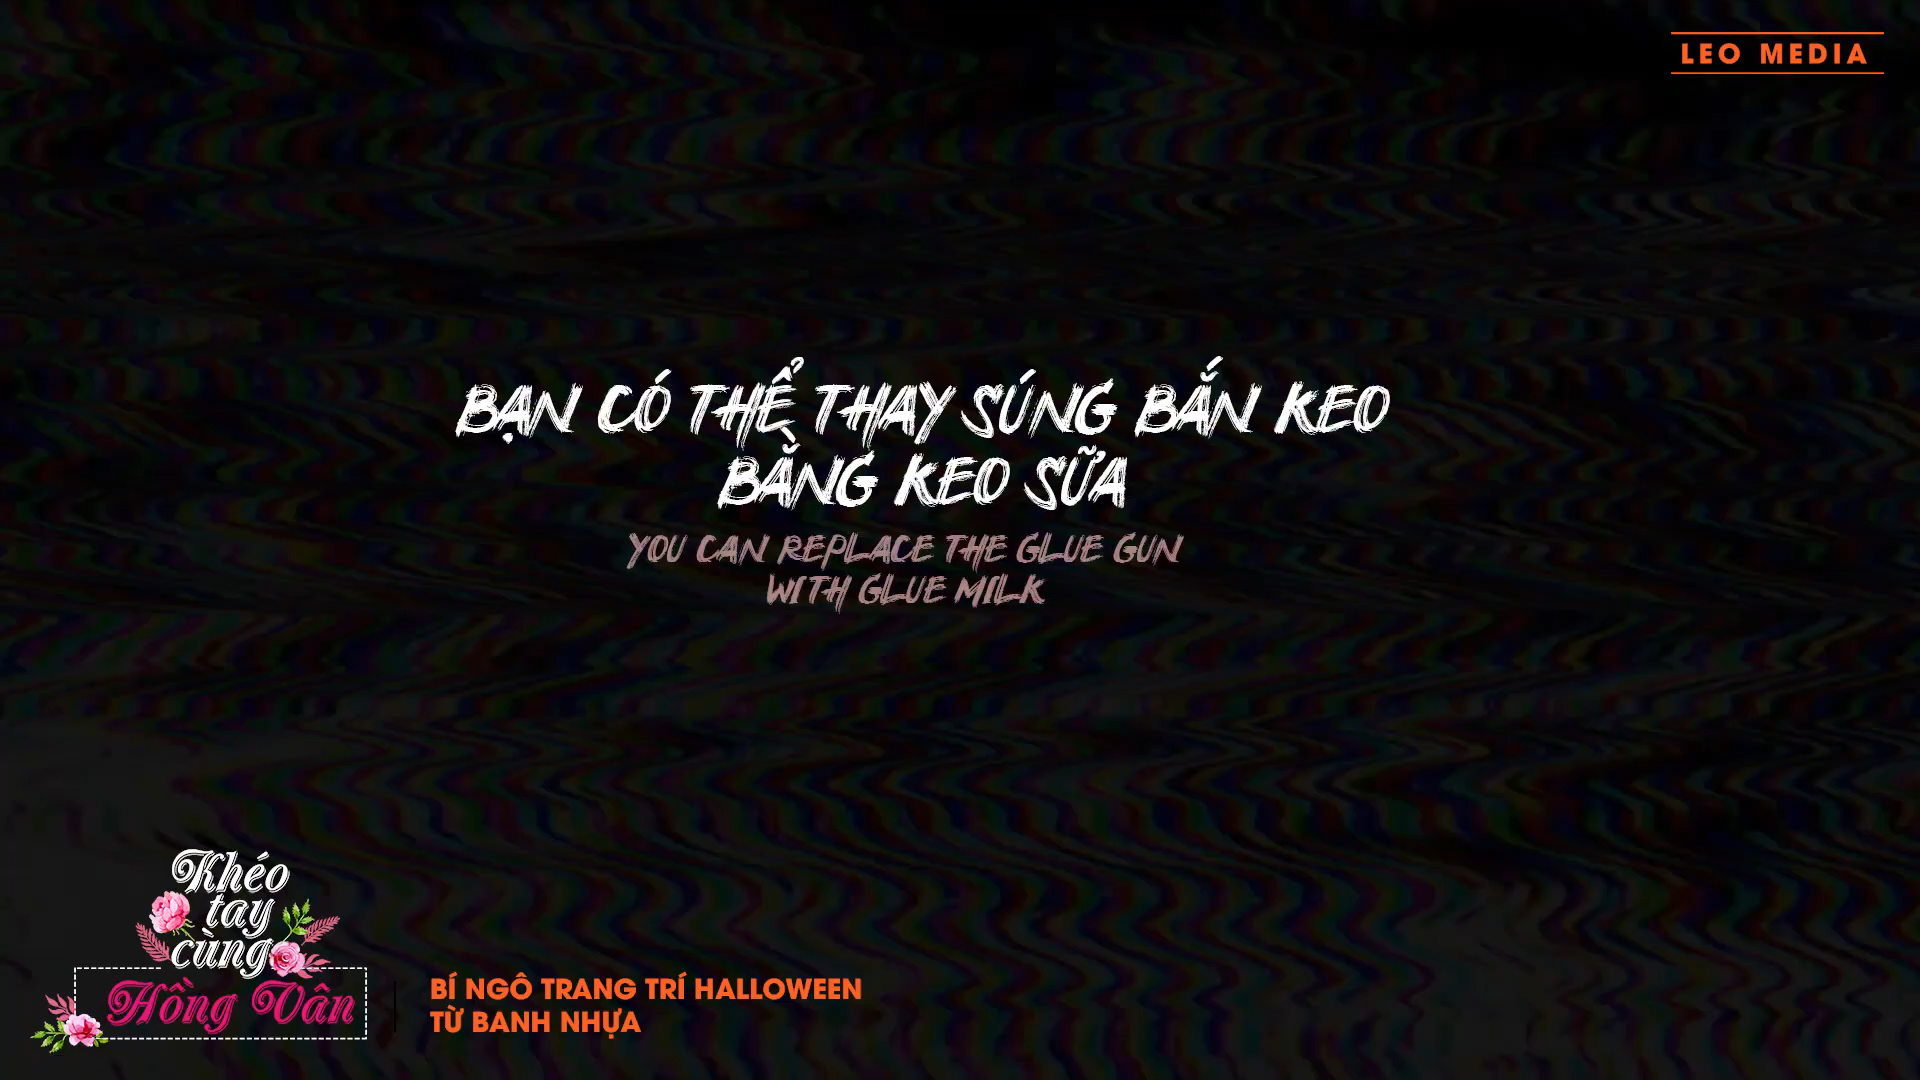 LEO MEDIA
BẠN CÓ THỂ THAY SÚNG BẮN KEO
BẰNG KEO SỮA
YOU CAN REPLACE THE GLUE GUN
WITH GLUE MILK
Khéo
tay
cùng
Hồng Vân
BÍ NGÔ TRANG TRÍ HALLOWEEN
TỪ BANH NHỰA